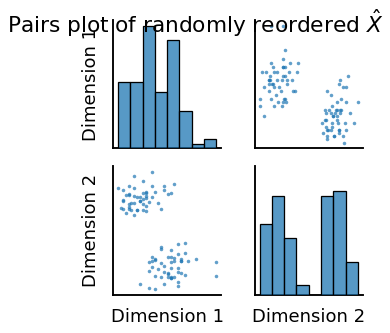 Pairs plot of randomly reordered X̂
Dimension 1
Dimension 2
Dimension 1
Dimension 2